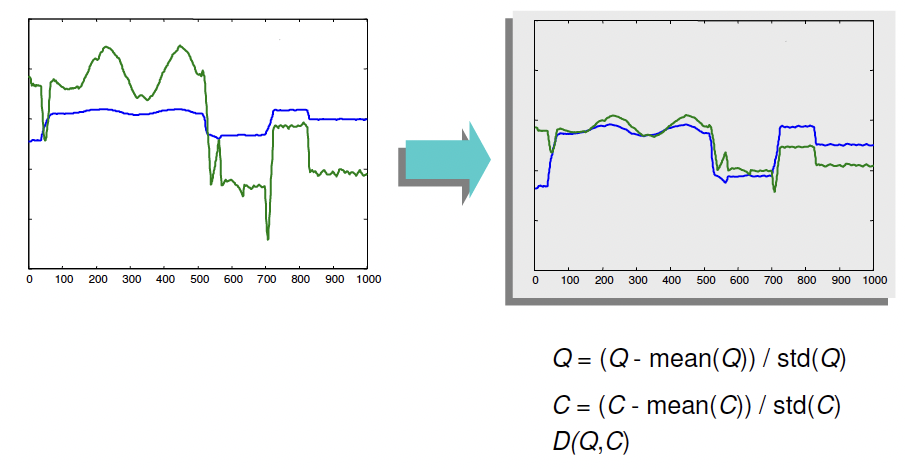 0 100 200 300 400 500 600 700 800 900 1000
0 100 200 300 400 500 600 700 800 900 1000
Q = (Q - mean(Q)) / std(Q)
C = (C - mean(C)) / std(C)
D(Q,C)